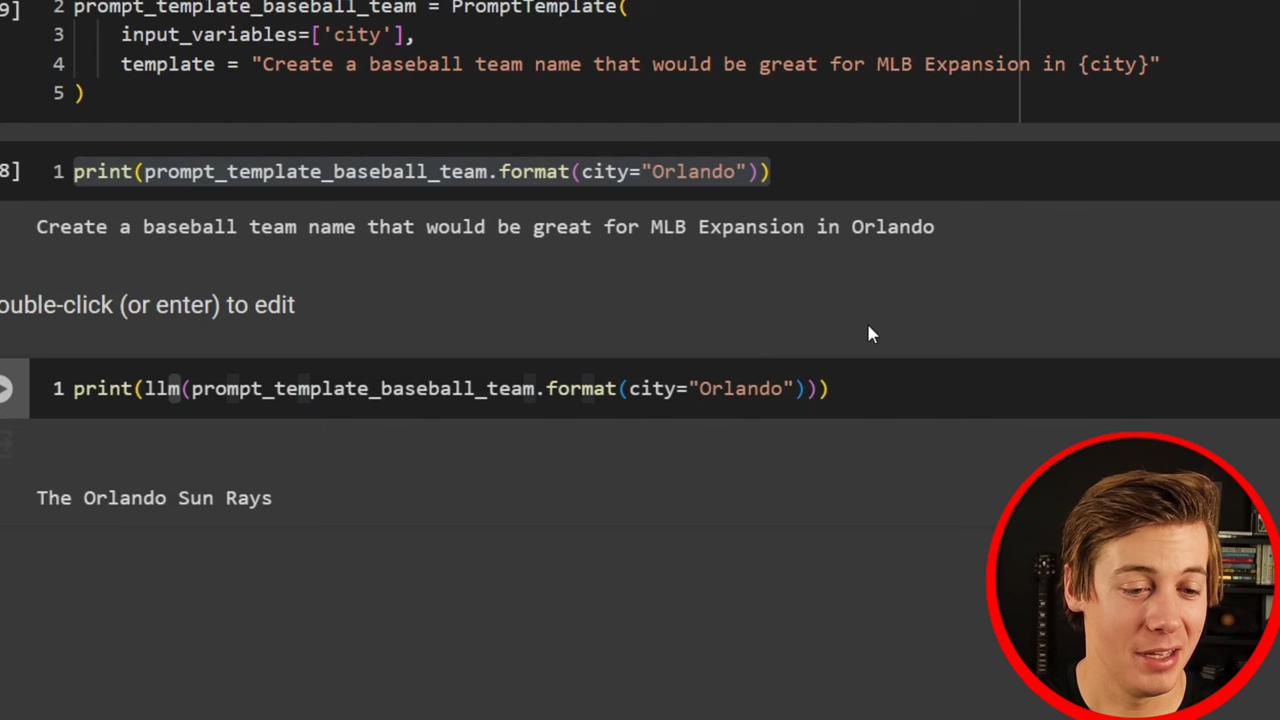 9]
2 prompt_template_baseball_team = PromptTemplate(
3 input_variables=['city'],
4 template = "Create a baseball team name that would be great for MLB Expansion in {city}"
5 )
8] 1 print(prompt_template_baseball_team.format(city="Orlando"))
Create a baseball team name that would be great for MLB Expansion in Orlando
ouble-click (or enter) to edit
1 print(llm(prompt_template_baseball_team.format(city="Orlando")))
The Orlando Sun Rays